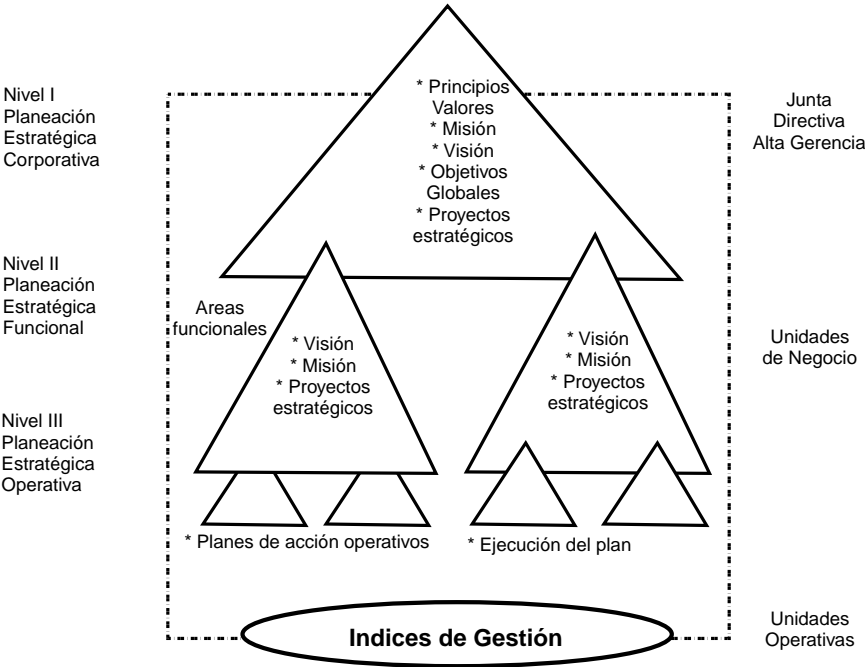 Nivel I
Planeación
Estratégica
Corporativa
* Principios
Valores
* Misión
* Visión
* Objetivos
Globales
* Proyectos
estratégicos
Junta
Directiva
Alta Gerencia
Nivel II
Planeación
Estratégica
Funcional
Areas
funcionales
* Visión
* Misión
* Proyectos
estratégicos
* Visión
* Misión
* Proyectos
estratégicos
Unidades
de Negocio
Nivel III
Planeación
Estratégica
Operativa
* Planes de acción operativos
* Ejecución del plan
Indices de Gestión
Unidades
Operativas